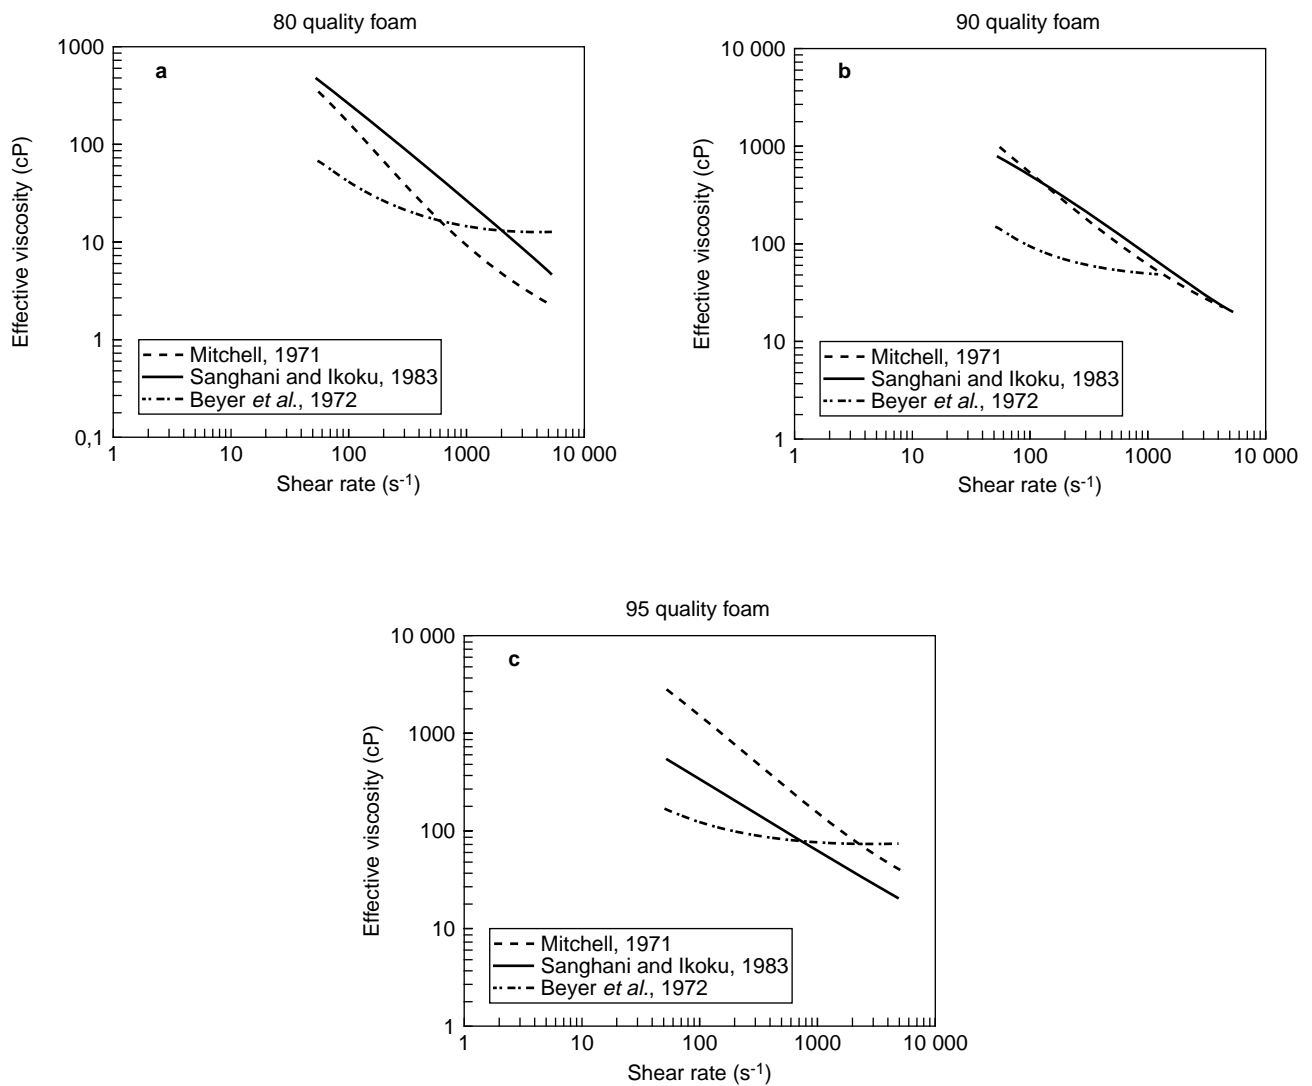 80 quality foam
a
Effective viscosity (cP)
1000
100
10
1
0,1
Mitchell, 1971
Sanghani and Ikoku, 1983
Beyer et al., 1972
1 10 100 1000 10 000
Shear rate (s-1)
90 quality foam
b
Effective viscosity (cP)
10 000
1000
100
10
1
Mitchell, 1971
Sanghani and Ikoku, 1983
Beyer et al., 1972
1 10 100 1000 10 000
Shear rate (s-1)
95 quality foam
c
Effective viscosity (cP)
10 000
1000
100
10
1
Mitchell, 1971
Sanghani and Ikoku, 1983
Beyer et al., 1972
1 10 100 1000 10 000
Shear rate (s-1)